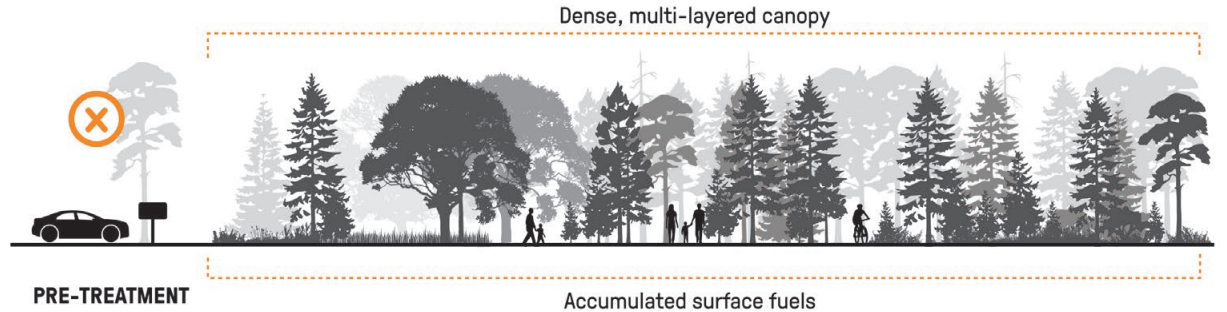 Dense, multi-layered canopy
PRE-TREATMENT
Accumulated surface fuels